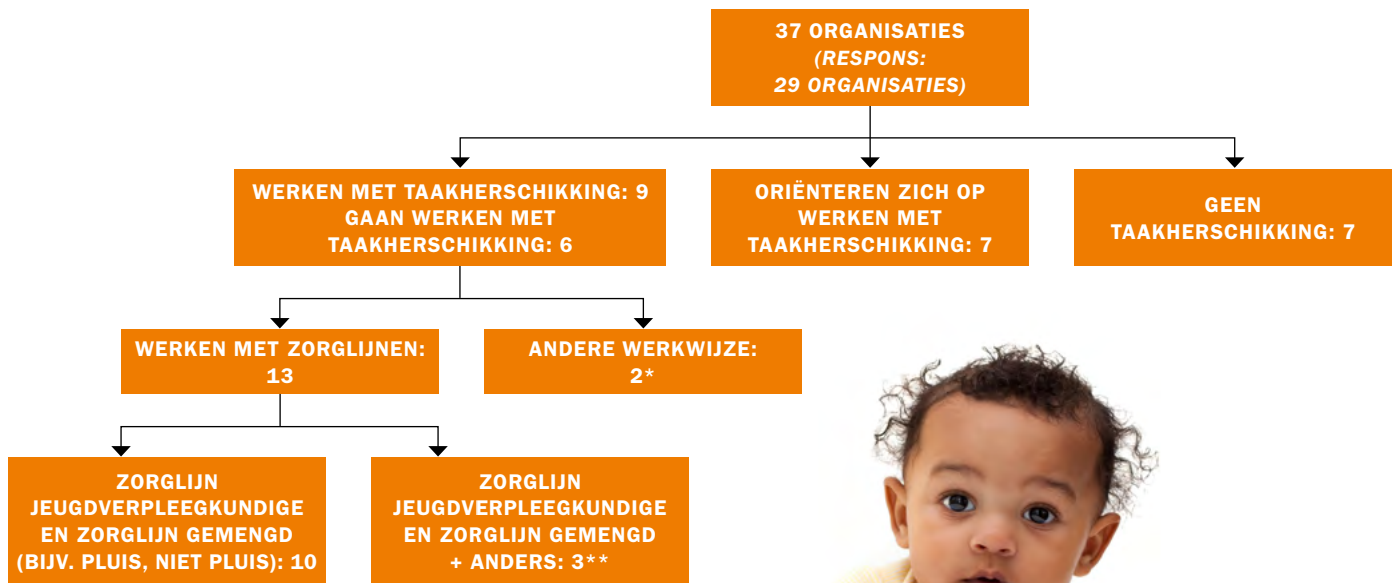 37 ORGANISATIES
(RESPONS:
29 ORGANISATIES)
WERKEN MET TAAKHERSCHIKKING: 9
GAAN WERKEN MET
TAAKHERSCHIKKING: 6
ORIËNTEREN ZICH OP
WERKEN MET
TAAKHERSCHIKKING: 7
GEEN
TAAKHERSCHIKKING: 7
WERKEN MET ZORGLIJNEN:
13
ANDERE WERKWIJZE:
2*
ZORGLIJN
JEUGDVERPLEEGKUNDIGE
EN ZORGLIJN GEMENGD
(BIJV. PLUIS, NIET PLUIS): 10
ZORGLIJN
JEUGDVERPLEEGKUNDIGE
EN ZORGLIJN GEMENGD
+ ANDERS: 3**